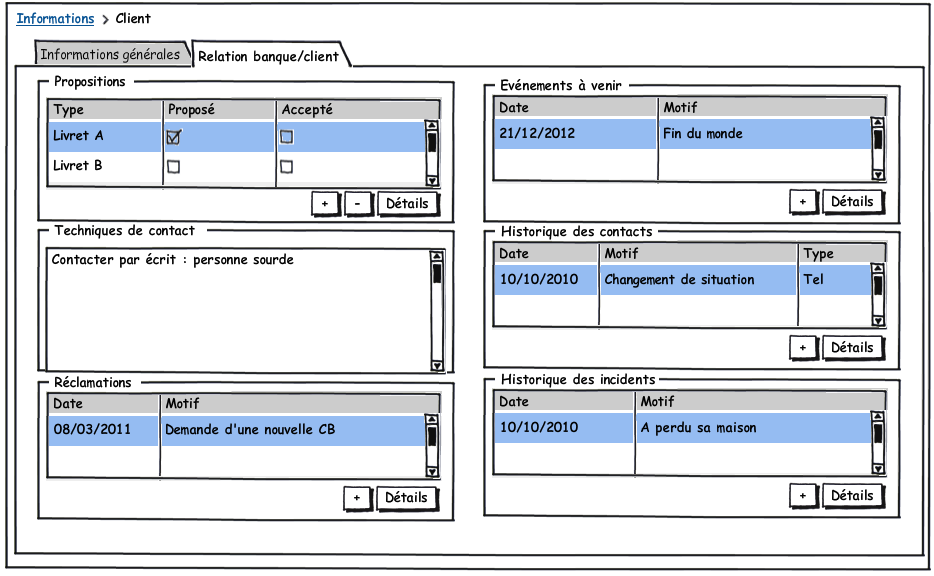 Informations > Client
Informations générales
Relation banque/client
Propositions
Type Proposé Accepté
Livret A
Livret B
+ - Détails
Techniques de contact
Contacter par écrit : personne sourde
Réclamations
Date Motif
08/03/2011 Demande d'une nouvelle CB
+ Détails
Evénements à venir
Date Motif
21/12/2012 Fin du monde
+ Détails
Historique des contacts
Date Motif Type
10/10/2010 Changement de situation Tel
+ Détails
Historique des incidents
Date Motif
10/10/2010 A perdu sa maison
+ Détails